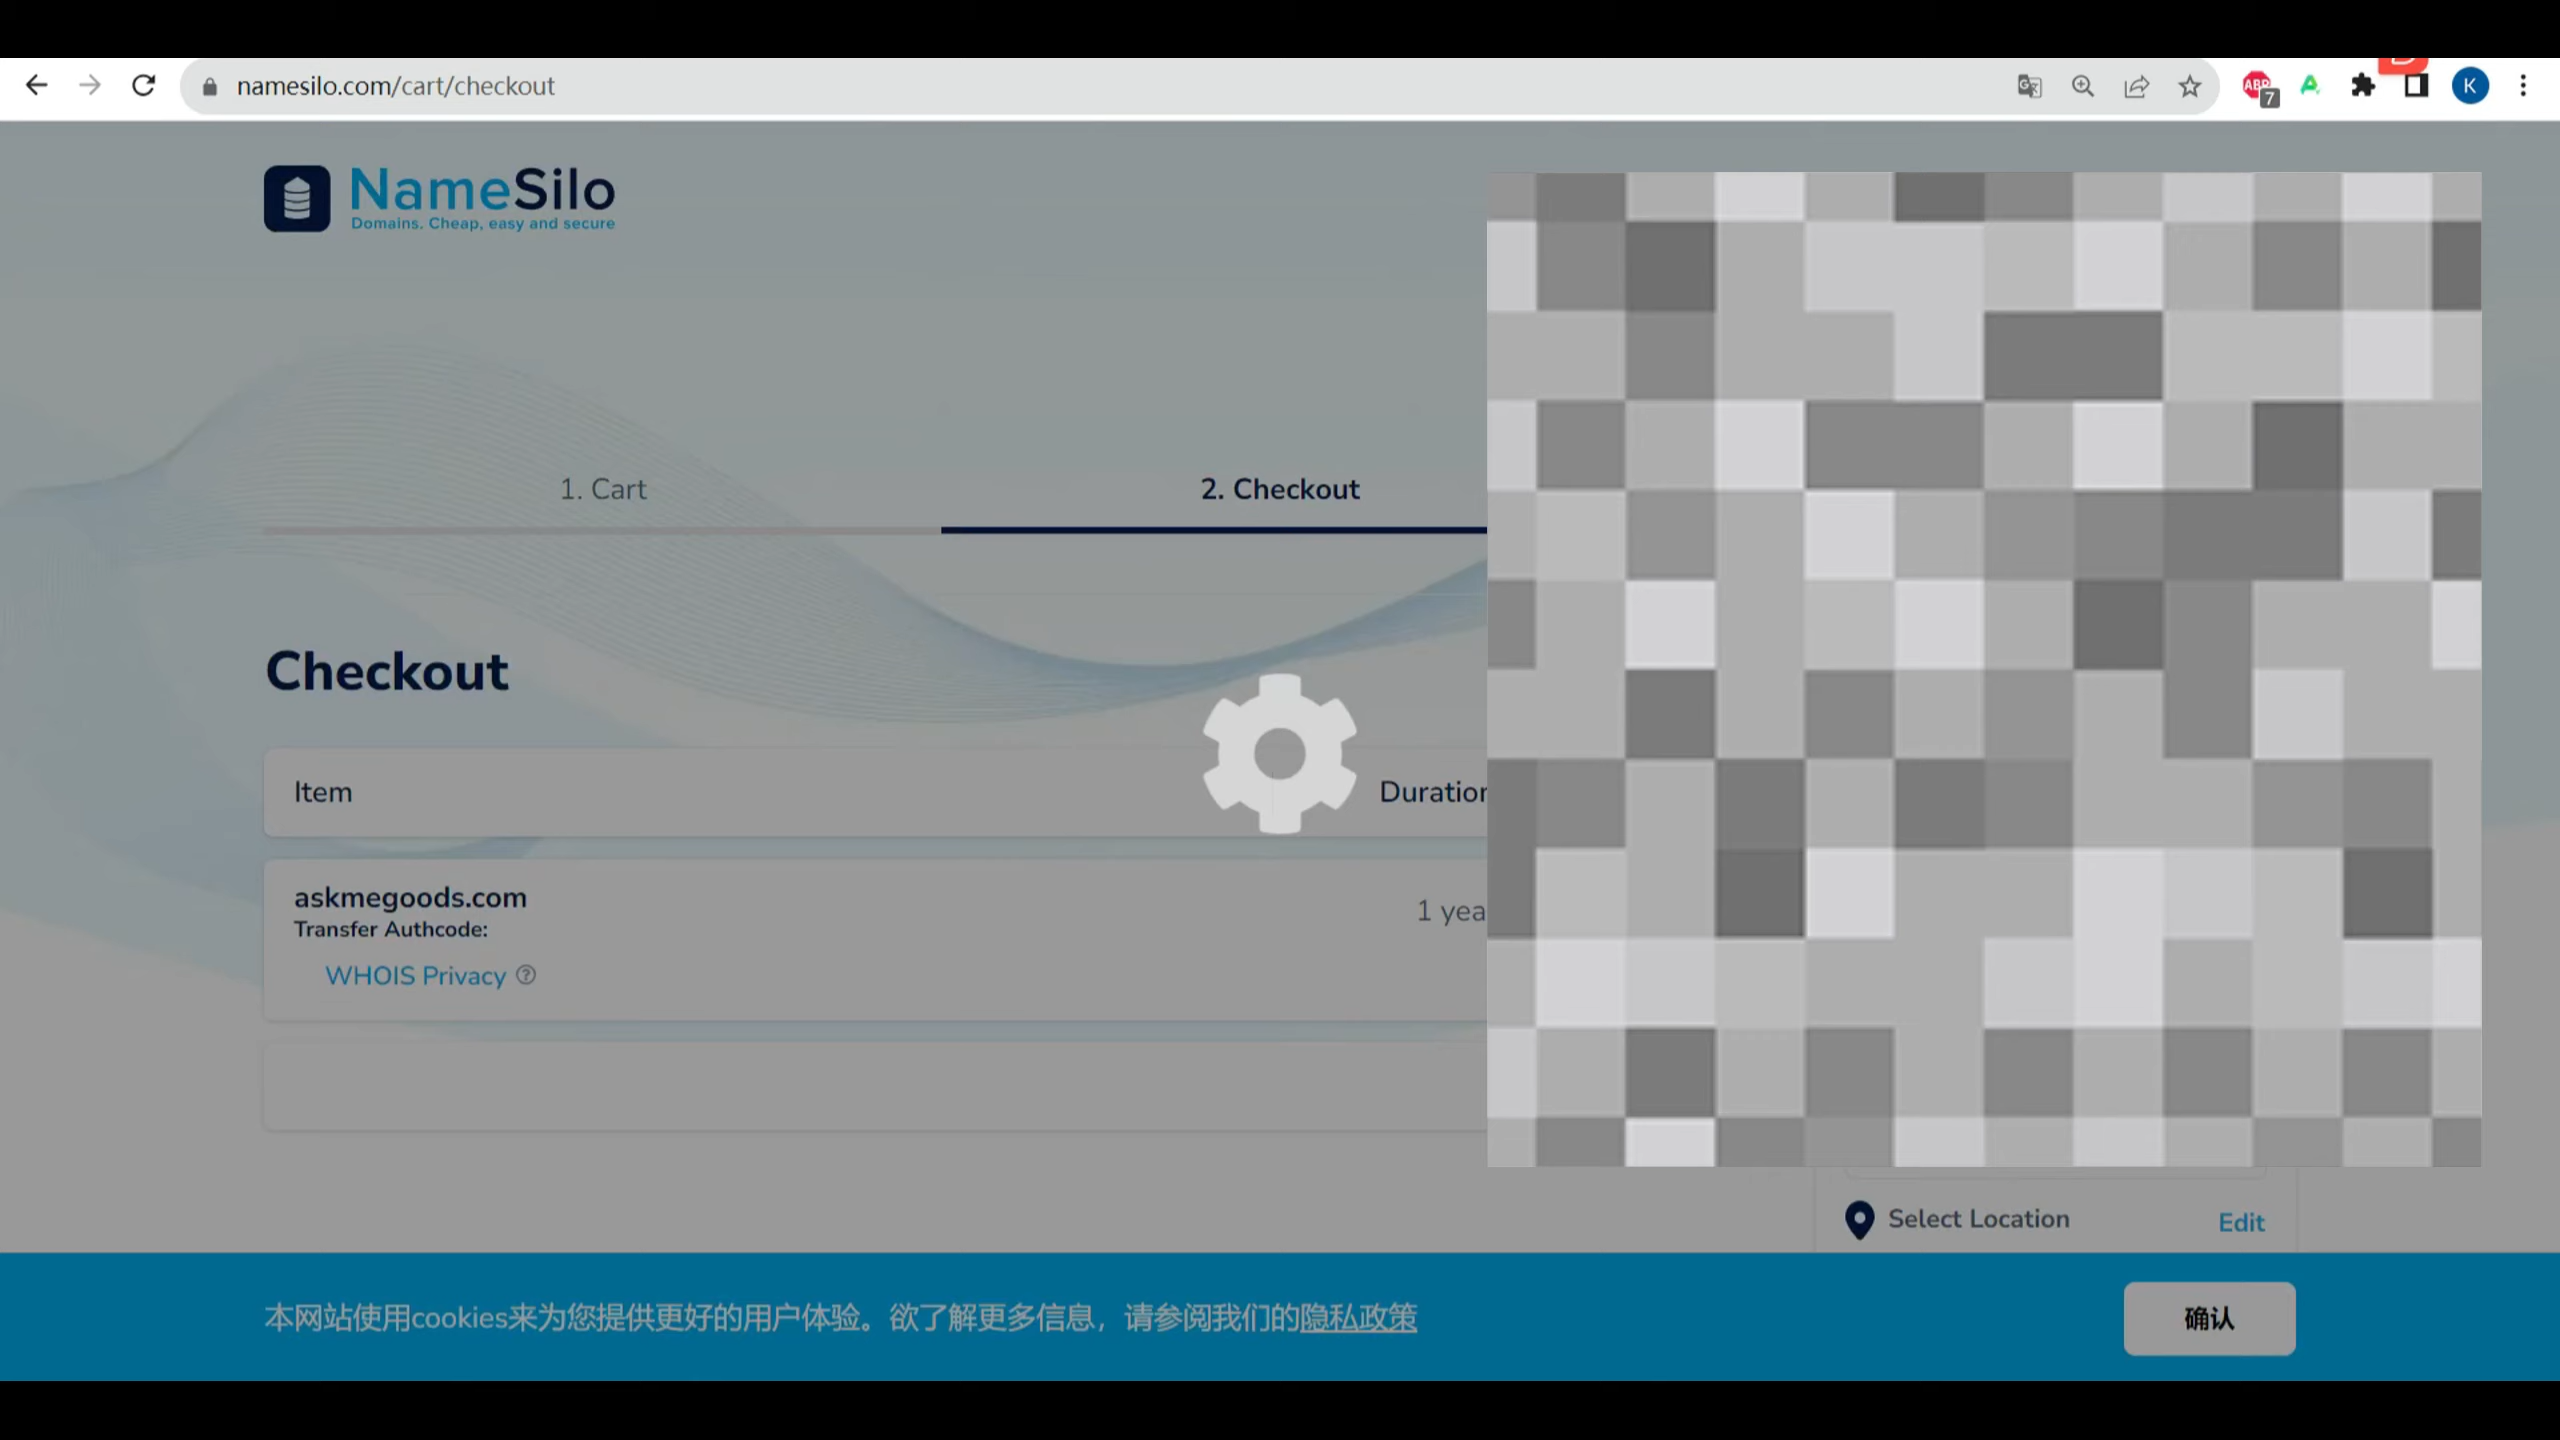 namesilo.com/cart/checkout
ABP
7
K
NameSilo
Domains. Cheap, easy and secure
1. Cart
2. Checkout
Checkout
Item
Duration
askmegoods.com
1 yea
Transfer Authcode:
WHOIS Privacy
Select Location
Edit
本网站使用cookies来为您提供更好的用户体验。欲了解更多信息，请参阅我们的隐私政策
确认